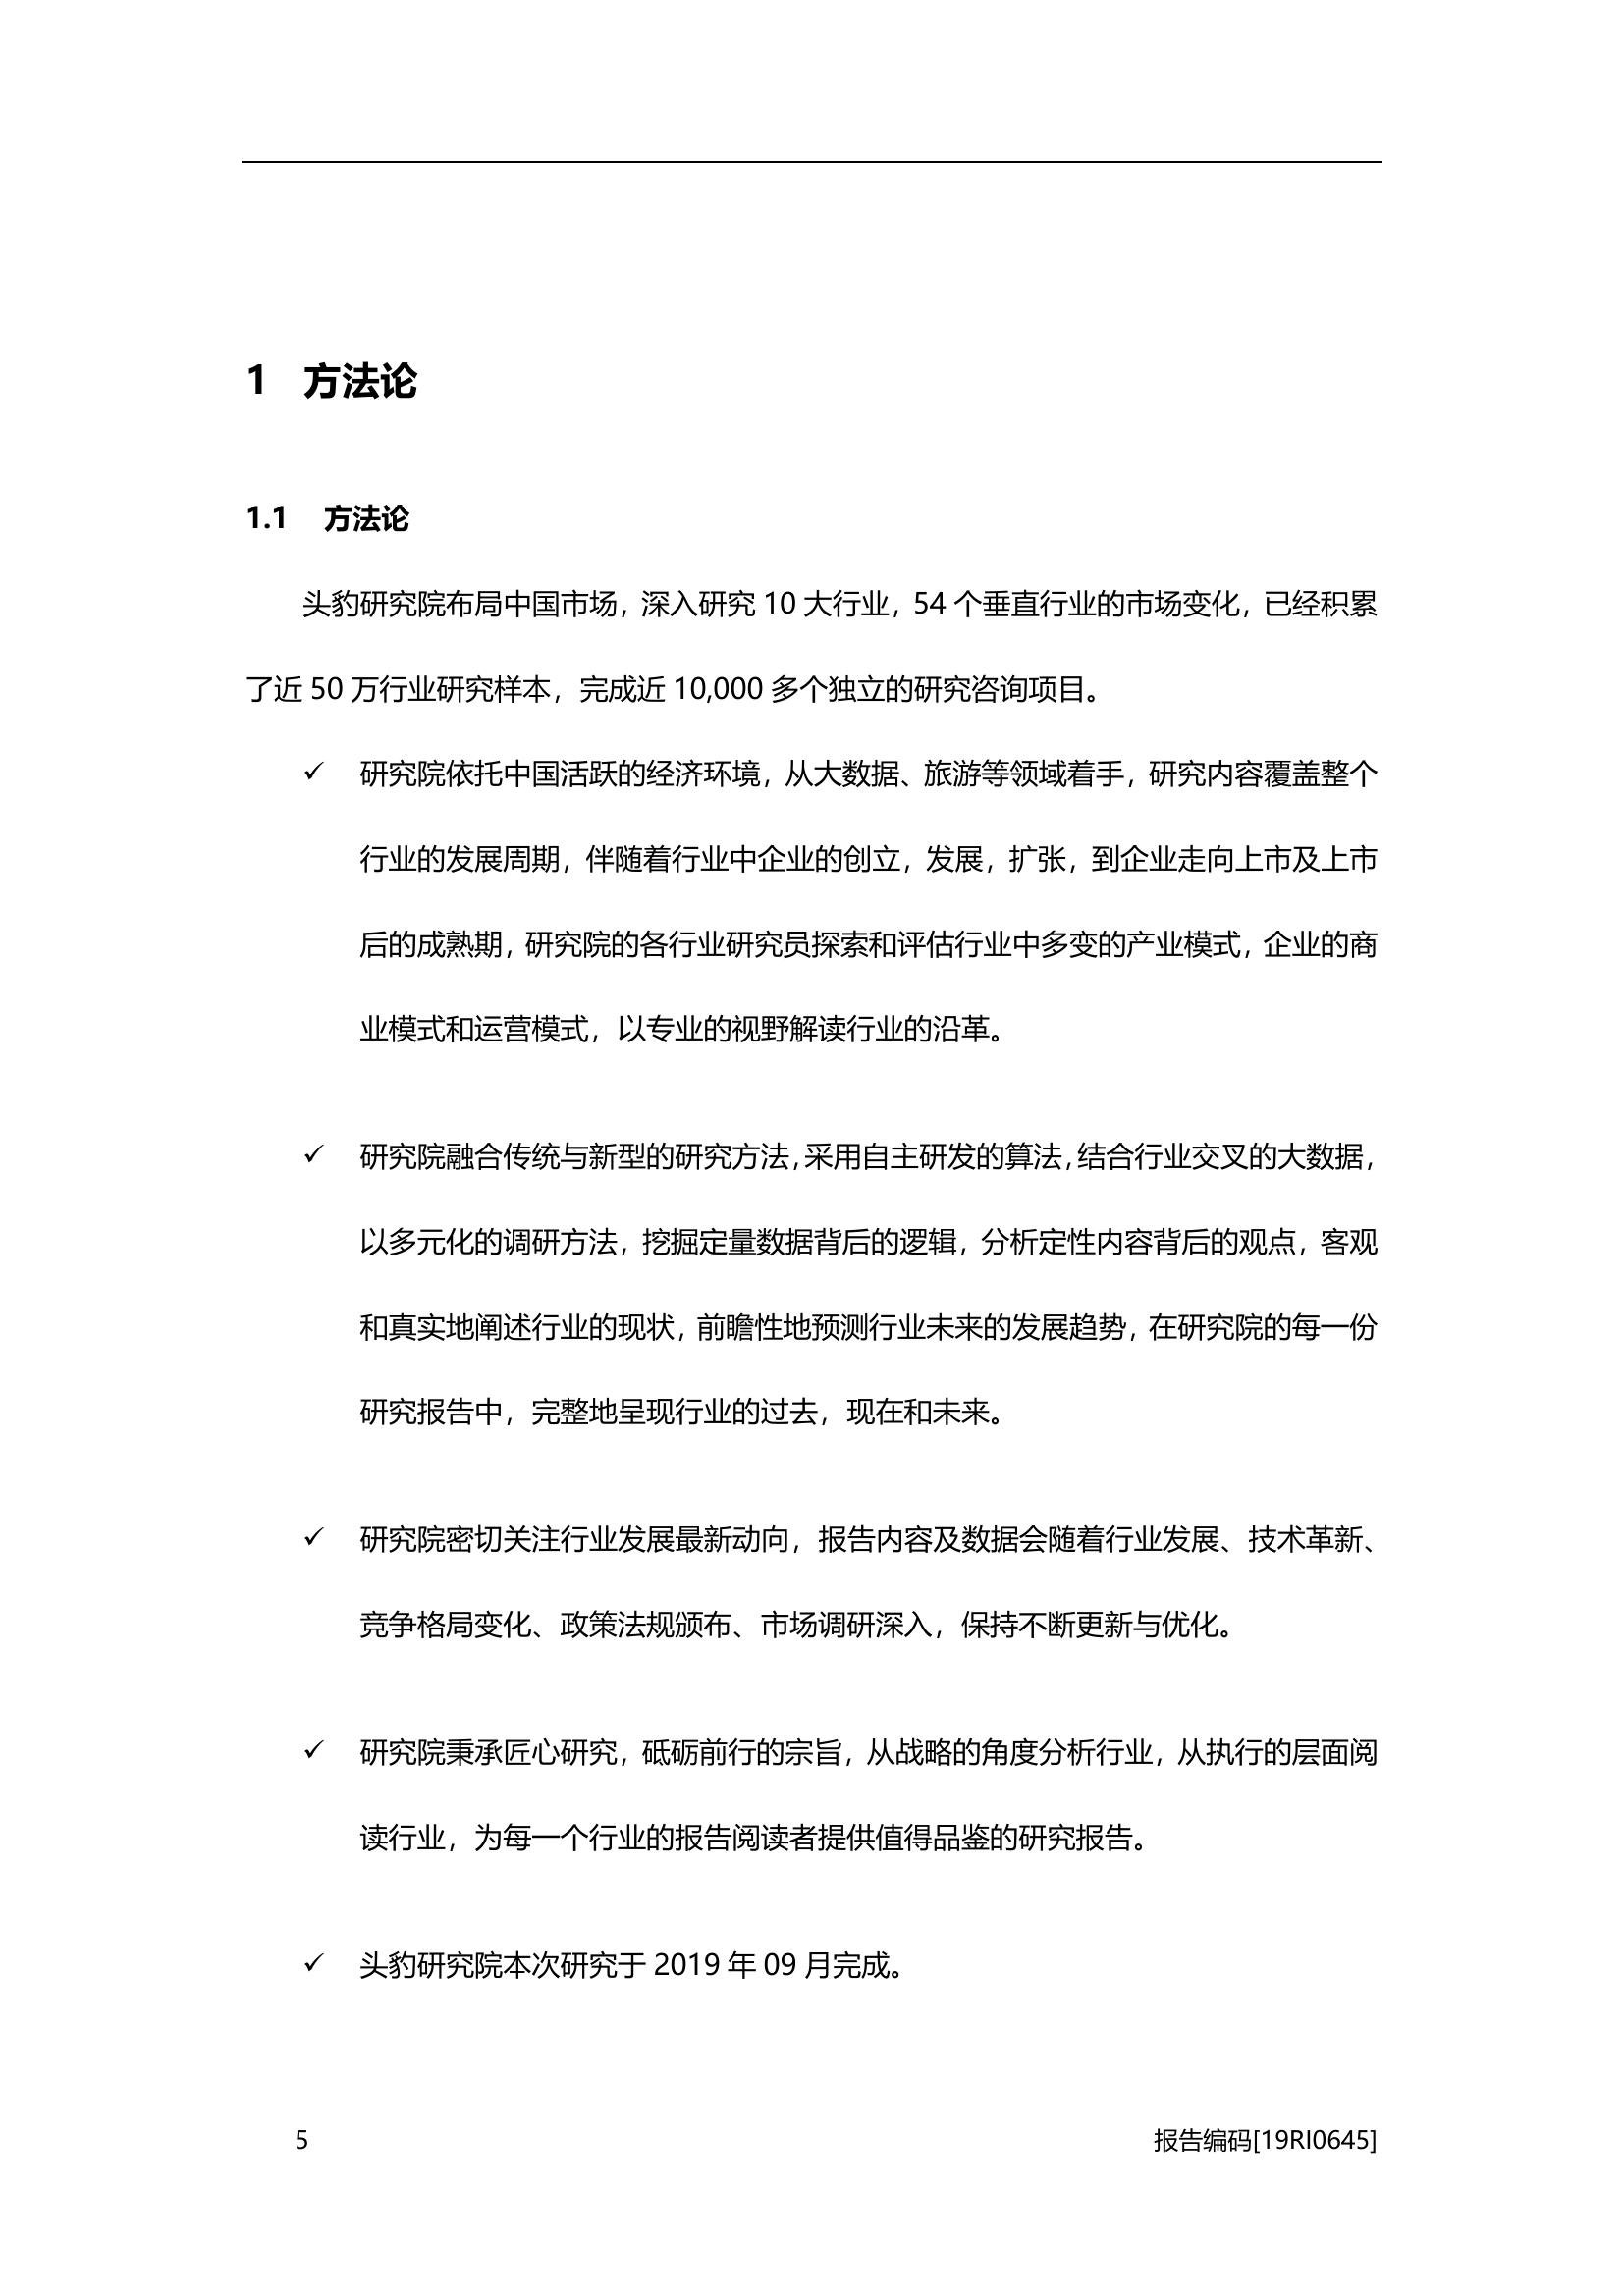 1 方法论
1.1 方法论
头豹研究院布局中国市场，深入研究 10 大行业，54 个垂直行业的市场变化，已经积累
了近 50 万行业研究样本，完成近 10,000 多个独立的研究咨询项目。
✓ 研究院依托中国活跃的经济环境，从大数据、旅游等领域着手，研究内容覆盖整个
行业的发展周期，伴随着行业中企业的创立，发展，扩张，到企业走向上市及上市
后的成熟期，研究院的各行业研究员探索和评估行业中多变的产业模式，企业的商
业模式和运营模式，以专业的视野解读行业的沿革。
✓ 研究院融合传统与新型的研究方法，采用自主研发的算法，结合行业交叉的大数据，
以多元化的调研方法，挖掘定量数据背后的逻辑，分析定性内容背后的观点，客观
和真实地阐述行业的现状，前瞻性地预测行业未来的发展趋势，在研究院的每一份
研究报告中，完整地呈现行业的过去，现在和未来。
✓ 研究院密切关注行业发展最新动向，报告内容及数据会随着行业发展、技术革新、
竞争格局变化、政策法规颁布、市场调研深入，保持不断更新与优化。
✓ 研究院秉承匠心研究，砥砺前行的宗旨，从战略的角度分析行业，从执行的层面阅
读行业，为每一个行业的报告阅读者提供值得品鉴的研究报告。
✓ 头豹研究院本次研究于 2019 年 09 月完成。
5 报告编码[19RI0645]